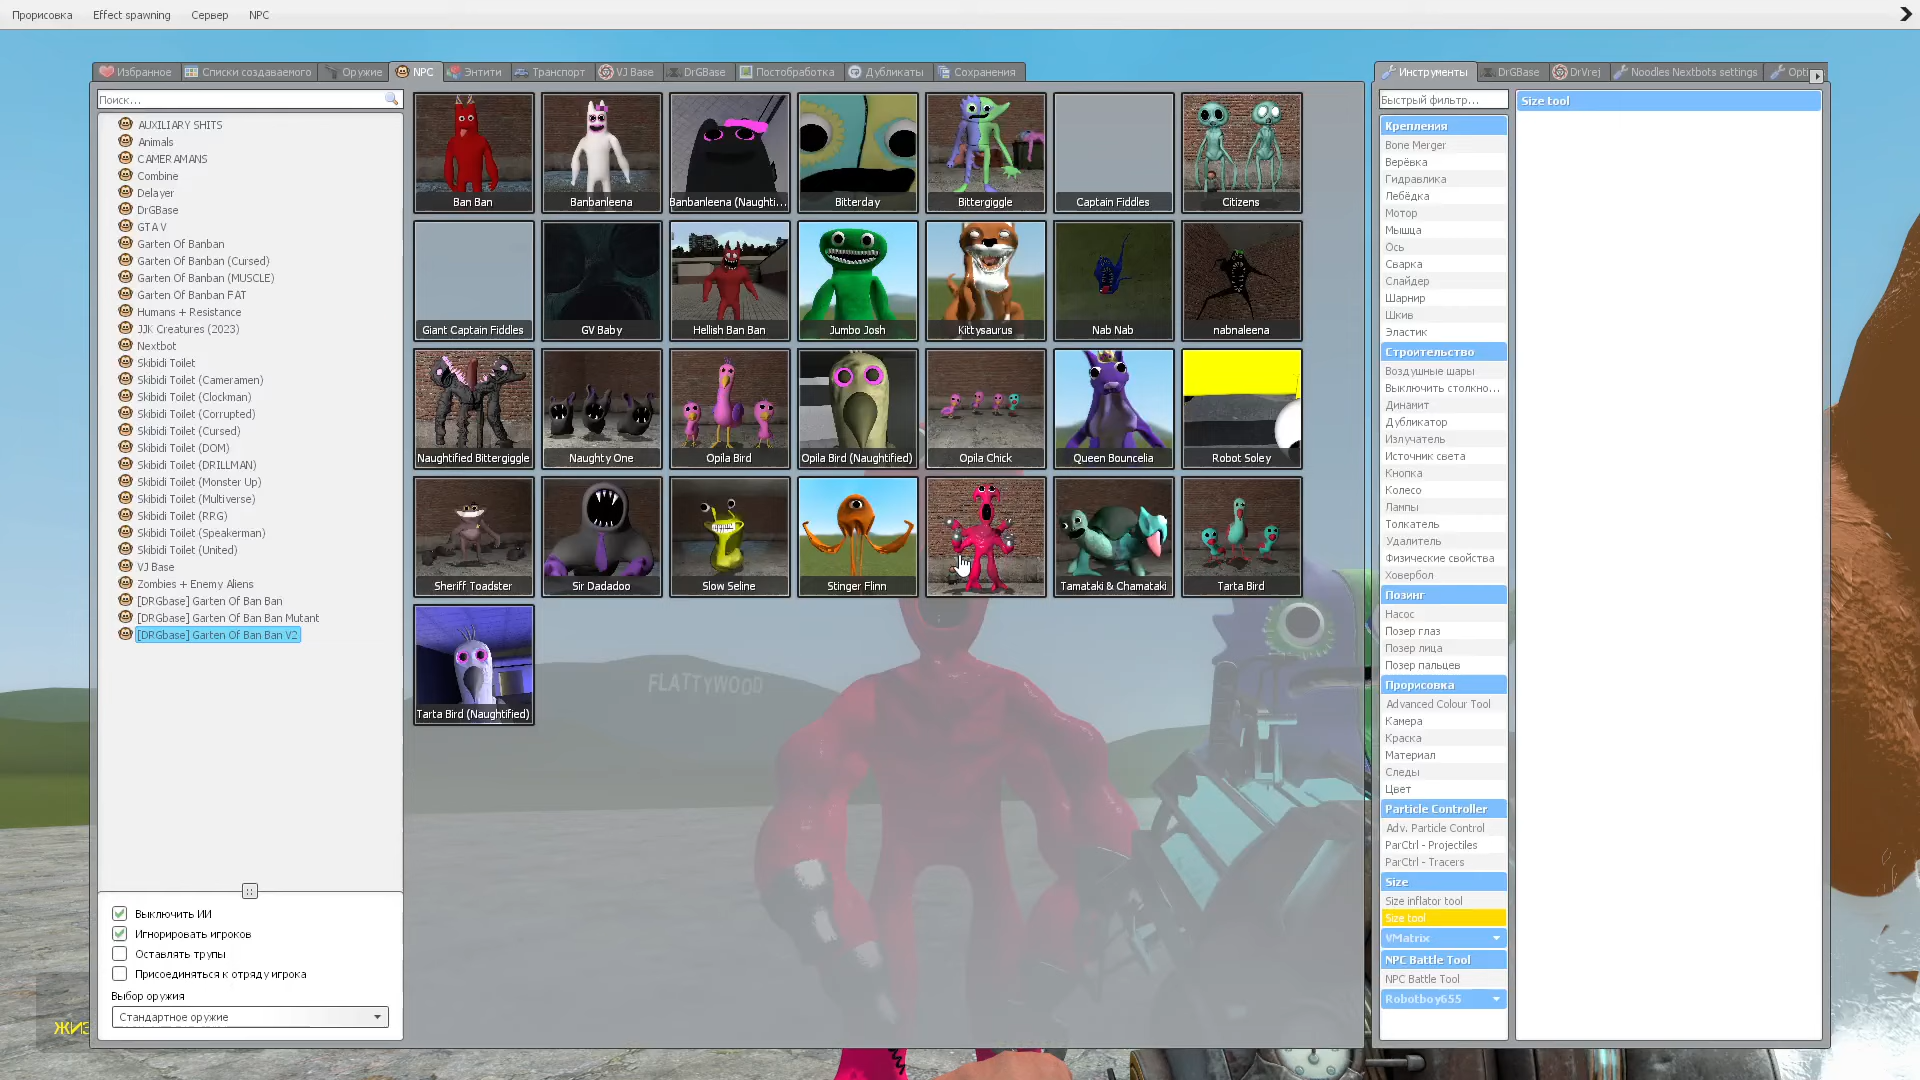 Прорисовка Effect spawning Сервер NPC
Избранное Списки создаваемого Оружие NPC Энтити Транспорт VJ Base DrGBase Постобработка Дубликаты Сохранения
Инструменты DrGBase DrVrej Noodles Nextbots settings Opti
Поиск...
AUXILIARY SHITS
Animals
CAMERAMANS
Combine
Delayer
DrGBase
GTA V
Garten Of Banban
Garten Of Banban (Cursed)
Garten Of Banban (MUSCLE)
Garten Of Banban FAT
Humans + Resistance
JJK Creatures (2023)
Nextbot
Skibidi Toilet
Skibidi Toilet (Cameramen)
Skibidi Toilet (Clockman)
Skibidi Toilet (Corrupted)
Skibidi Toilet (Cursed)
Skibidi Toilet (DOM)
Skibidi Toilet (DRILLMAN)
Skibidi Toilet (Monster Up)
Skibidi Toilet (Multiverse)
Skibidi Toilet (RRG)
Skibidi Toilet (Speakerman)
Skibidi Toilet (United)
VJ Base
Zombies + Enemy Aliens
[DRGbase] Garten Of Ban Ban
[DRGbase] Garten Of Ban Ban Mutant
[DRGbase] Garten Of Ban Ban V2
Выключить ИИ
Игнорировать игроков
Оставлять трупы
Присоединяться к отряду игрока
Выбор оружия
Стандартное оружие
Ban Ban Banbanleena Banbanleena (Naughti... Bitterday Bittergiggle Captain Fiddles Citizens
Giant Captain Fiddles GV Baby Hellish Ban Ban Jumbo Josh Kittysaurus Nab Nab nabnaleena
Naughtified Bittergiggle Naughty One Opila Bird Opila Bird (Naughtified) Opila Chick Queen Bouncelia Robot Soley
Sheriff Toadster Sir Dadadoo Slow Seline Stinger Flinn Tamataki & Chamataki Tarta Bird
Tarta Bird (Naughtified)
FLATTYWOOD
ЖИЗ
Быстрый фильтр...
Крепления
Bone Merger
Верёвка
Гидравлика
Лебёдка
Мотор
Мышца
Ось
Сварка
Слайдер
Шарнир
Шкив
Эластик
Строительство
Воздушные шары
Выключить столкно...
Динамит
Дубликатор
Излучатель
Источник света
Кнопка
Колесо
Лампы
Толкатель
Удалитель
Физические свойства
Ховербол
Позинг
Насос
Позер глаз
Позер лица
Позер пальцев
Прорисовка
Advanced Colour Tool
Камера
Краска
Материал
Следы
Цвет
Particle Controller
Adv. Particle Control
ParCtrl - Projectiles
ParCtrl - Tracers
Size
Size inflator tool
Size tool
VMatrix
NPC Battle Tool
NPC Battle Tool
Robotboy655
Size tool